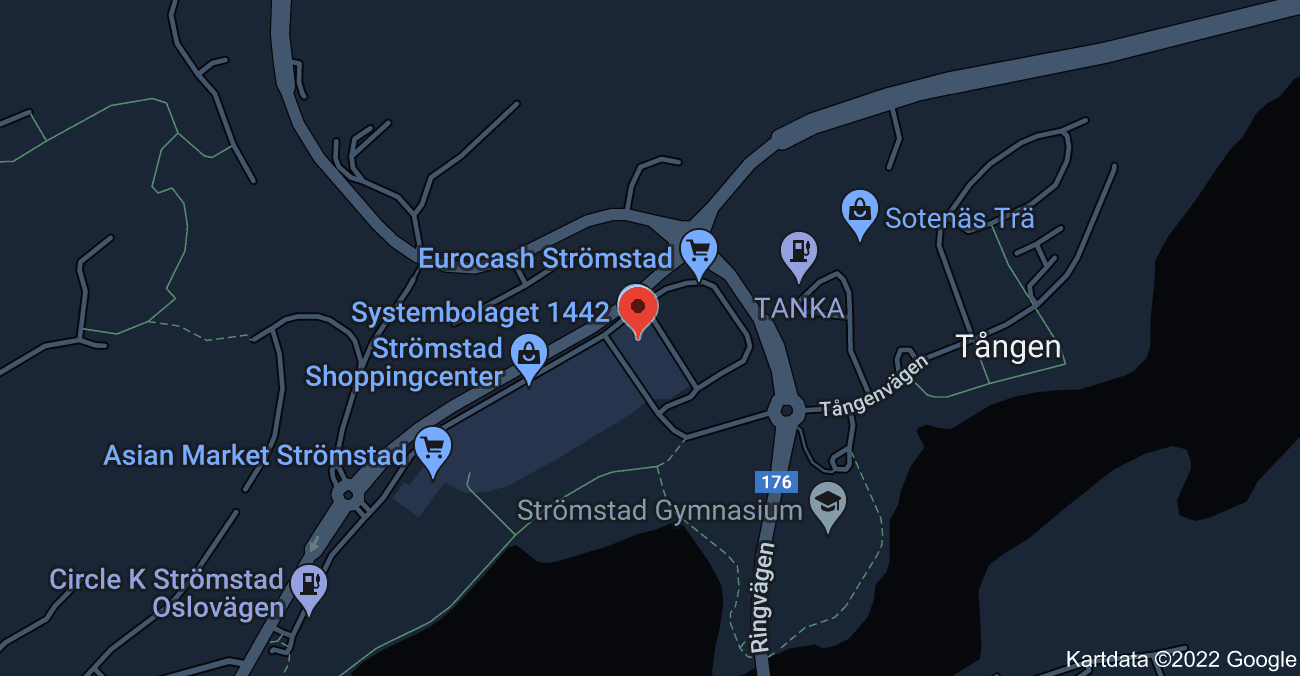 Sotenäs Trä
Eurocash Strömstad
TANKA
Systembolaget 1442
Strömstad
Shoppingcenter
Tången
Tångenvägen
Asian Market Strömstad
176
Strömstad Gymnasium
Circle K Strömstad
Oslovägen
Ringvägen
Kartdata ©2022 Google